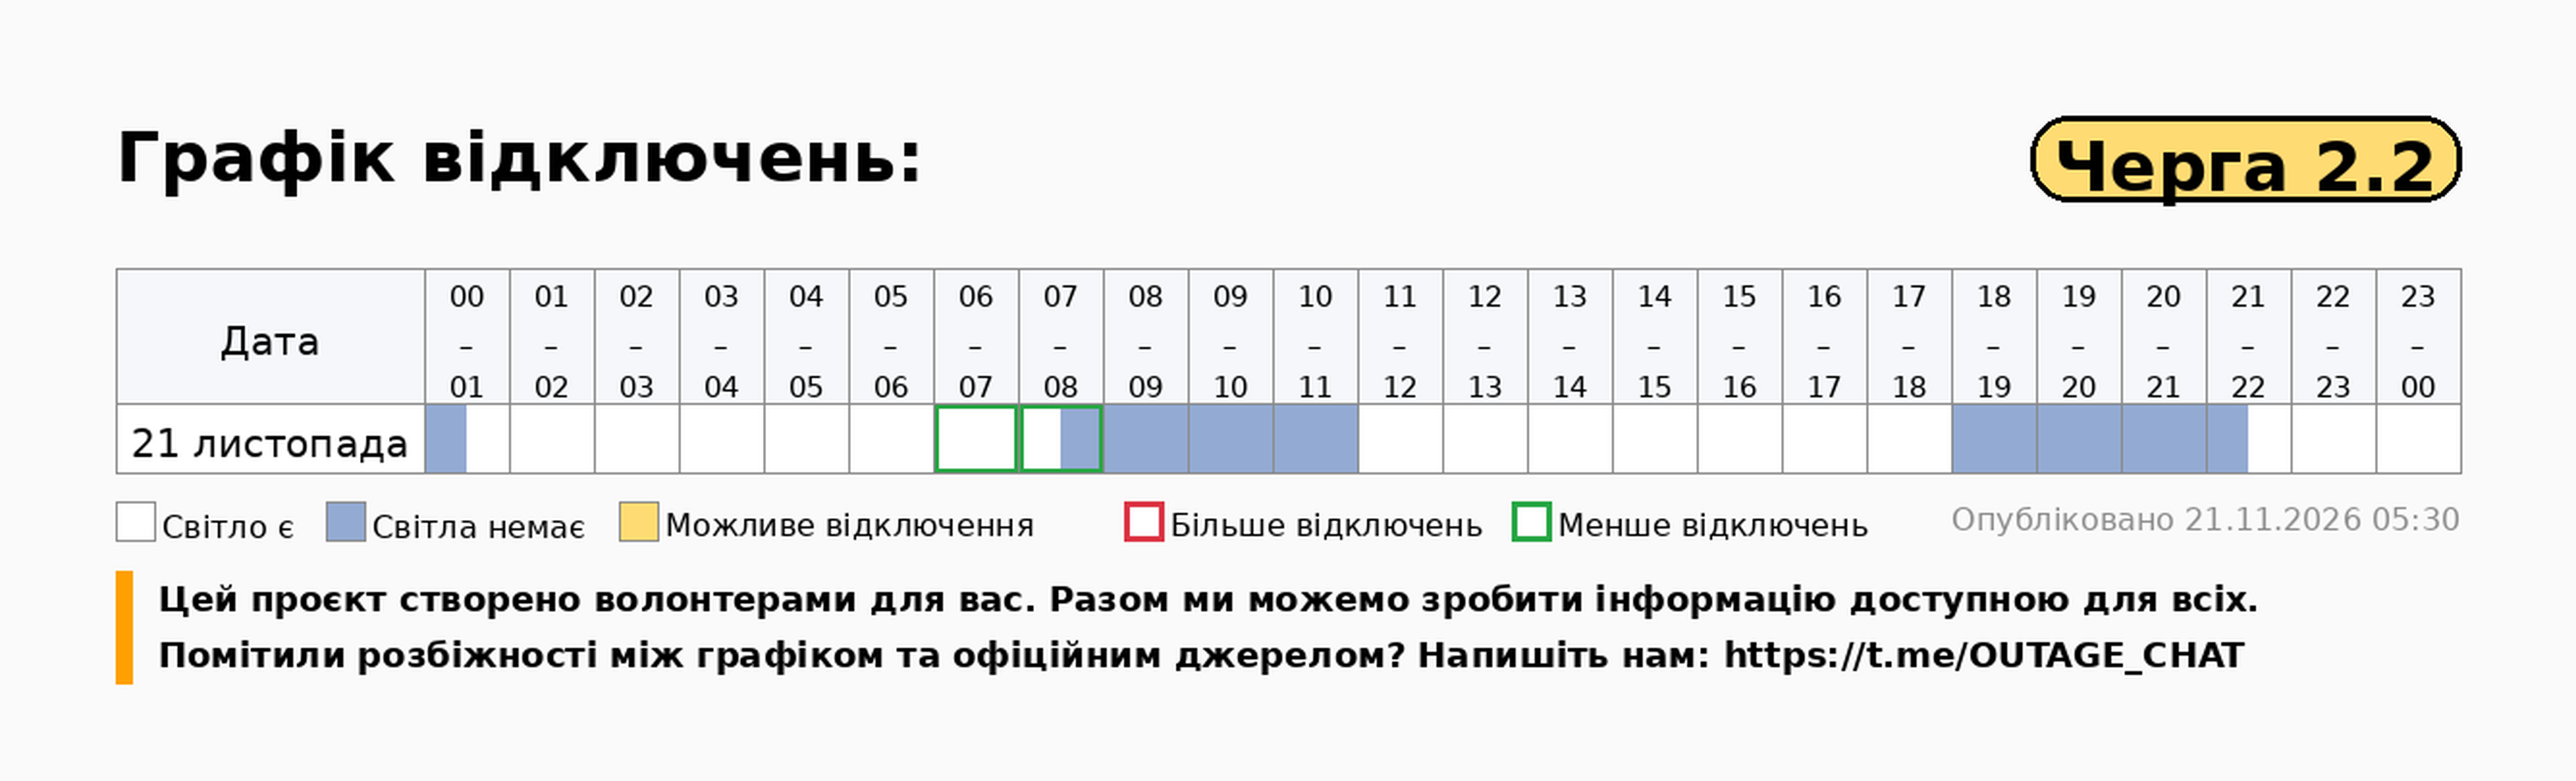 Графік відключень:
Черга 2.2
Дата
00 – 01
01 – 02
02 – 03
03 – 04
04 – 05
05 – 06
06 – 07
07 – 08
08 – 09
09 – 10
10 – 11
11 – 12
12 – 13
13 – 14
14 – 15
15 – 16
16 – 17
17 – 18
18 – 19
19 – 20
20 – 21
21 – 22
22 – 23
23 – 00
21 листопада
Світло є
Світла немає
Можливе відключення
Більше відключень
Менше відключень
Опубліковано 21.11.2026 05:30
Цей проєкт створено волонтерами для вас. Разом ми можемо зробити інформацію доступною для всіх.
Помітили розбіжності між графіком та офіційним джерелом? Напишіть нам: https://t.me/OUTAGE_CHAT